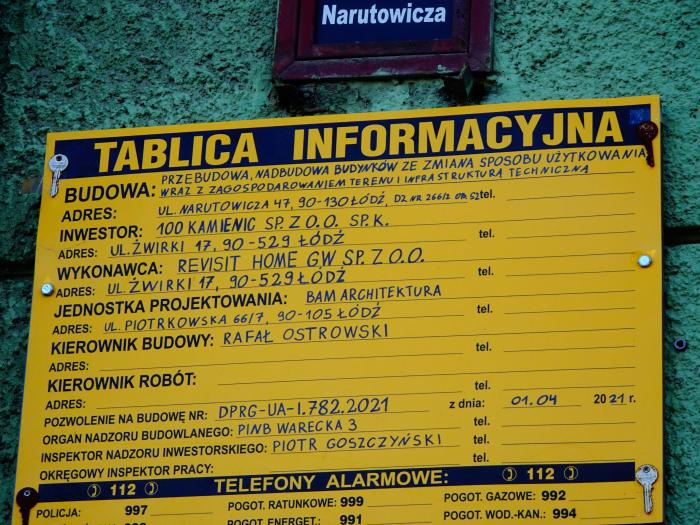 Narutowicza
TABLICA INFORMACYJNA
BUDOWA: PRZEBUDOWA, NADBUDOWA BUDYNKÓW ZE ZMIANĄ SPOSOBU UŻYTKOWANIA
WRAZ Z ZAGOSPODAROWANIEM TERENU I INFRASTRUKTURĄ TECHNICZNĄ
ADRES: UL. NARUTOWICZA 47, 90-130 ŁÓDŹ, DZ NR 266/2 OB. S2 tel.
INWESTOR: 100 KAMIENIC SP. Z O.O. SP.K.
ADRES: UL. ŻWIRKI 17, 90-529 ŁÓDŹ tel.
WYKONAWCA: REVISIT HOME GW SP. Z O.O.
ADRES: UL. ŻWIRKI 17, 90-529 ŁÓDŹ tel.
JEDNOSTKA PROJEKTOWANIA: BAM ARCHITEKTURA
ADRES: UL. PIOTRKOWSKA 66/7, 90-105 ŁÓDŹ tel.
KIEROWNIK BUDOWY: RAFAŁ OSTROWSKI
ADRES: tel.
KIEROWNIK ROBÓT:
ADRES: tel.
POZWOLENIE NA BUDOWĘ NR: DPRG-UA-I.782.2021 z dnia: 01.04 2021 r.
ORGAN NADZORU BUDOWLANEGO: PINB WARECKA 3 tel.
INSPEKTOR NADZORU INWESTORSKIEGO: PIOTR GOSZCZYŃSKI tel.
OKRĘGOWY INSPEKTOR PRACY: tel.
112 TELEFONY ALARMOWE: 112
POLICJA: 997 POGOT. RATUNKOWE: 999 POGOT. GAZOWE: 992
POGOT. ENERGET.: 991 POGOT. WOD.-KAN.: 994